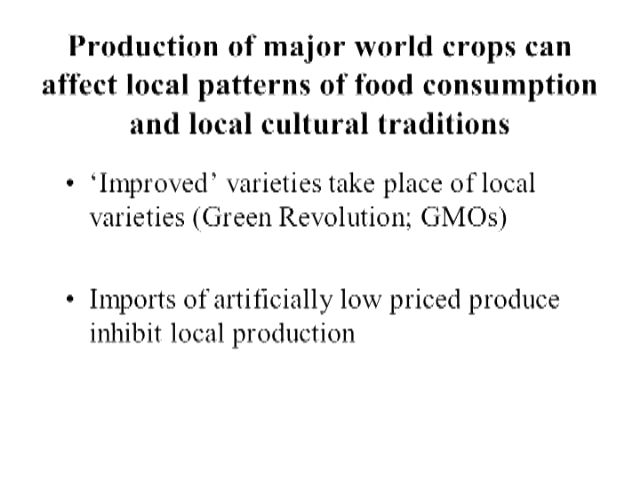 Production of major world crops can
affect local patterns of food consumption
and local cultural traditions
• ‘Improved’ varieties take place of local
varieties (Green Revolution; GMOs)
• Imports of artificially low priced produce
inhibit local production